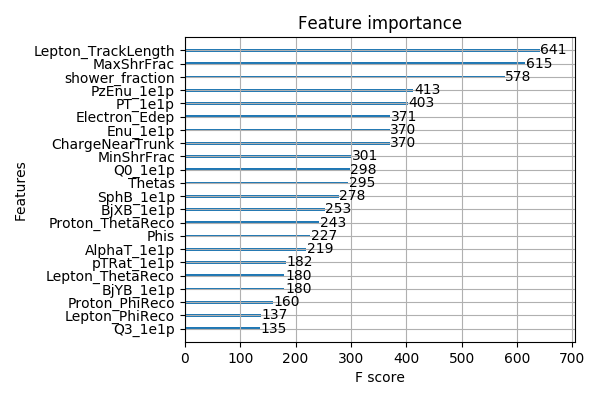 Feature importance
Lepton_TrackLength 641
MaxShrFrac 615
shower_fraction 578
PzEnu_1e1p 413
PT_1e1p 403
Electron_Edep 371
Enu_1e1p 370
ChargeNearTrunk 370
MinShrFrac 301
Q0_1e1p 298
Thetas 295
SphB_1e1p 278
BjXB_1e1p 253
Proton_ThetaReco 243
Phis 227
AlphaT_1e1p 219
pTRat_1e1p 182
Lepton_ThetaReco 180
BjYB_1e1p 180
Proton_PhiReco 160
Lepton_PhiReco 137
Q3_1e1p 135
Features
0 100 200 300 400 500 600 700
F score